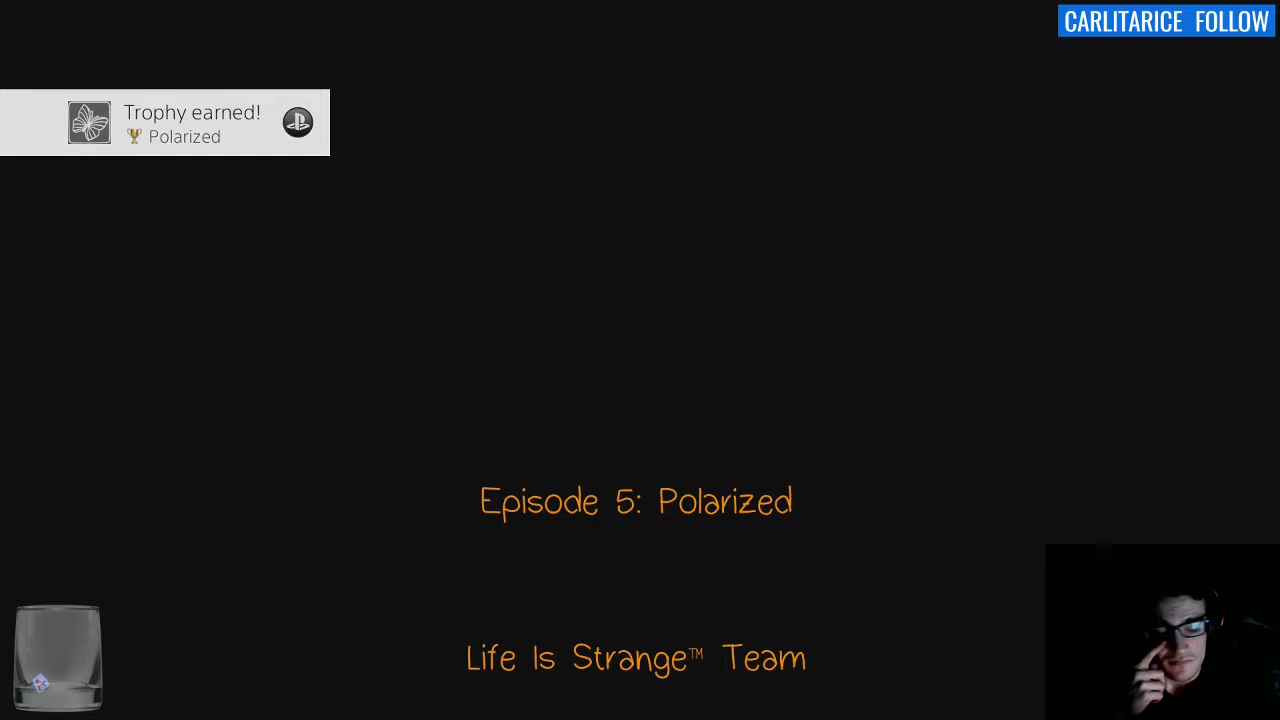 CARLITARICE FOLLOW
Trophy earned!
Polarized
Episode 5: Polarized
Life Is Strange™ Team